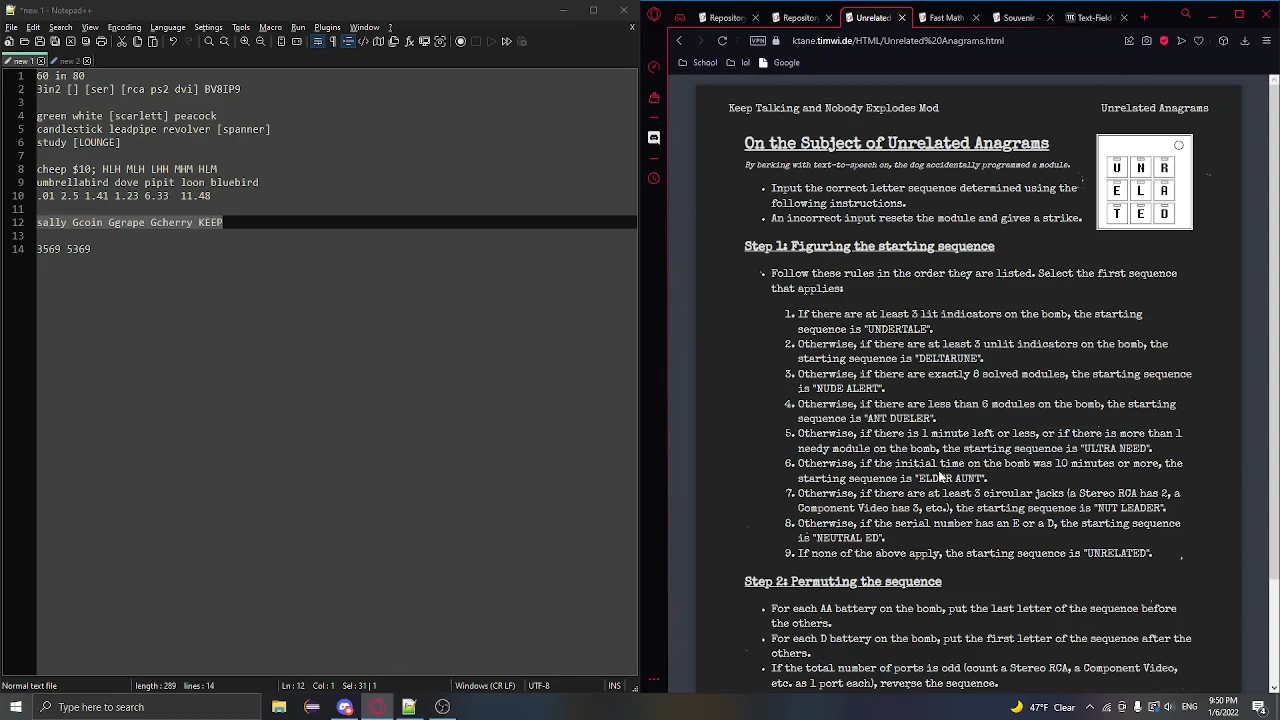 *new 1 - Notepad++
File Edit Search View Encoding Language Settings Tools Macro Run Plugins Window ?
X
new 1 new 2
1 60 in 80
2 3in2 [] [ser] [rca ps2 dvi] BV8IP9
3
4
5
6 study [LOUNGE]
7
8 check s10: HLH MLH LHH MHM HLM
9 umbrellabird auk pipit loon bluebird
10 .01 2.5 1.41 1.23 6.33 11.48
11
12 sally Gcoin Ggrape Gcherry KEEP
13
14 3569 5369
Normal text file length: 289 lines: 14 Ln: 12 Col: 1 Sel: 31 | 1 Windows (CR LF) UTF-8 INS
Repository Repository Unrelated Fast Math Souvenir — Text-Field
VPN ktane.timwi.de/HTML/Unrelated%20Anagrams.html
School lol Google
Keep Talking and Nobody Explodes Mod Unrelated Anagrams
On the Subject of Unrelated Anagrams
By barking with text-to-speech on, the dog accidentally programmed a module.
• Input the correct letter sequence determined using the
following instructions.
• An incorrect input resets the module and gives a strike.
U N R
E L A
T E D
Step 1: Figuring the starting sequence
• Follow these rules in the order they are listed. Select the first sequence
that applies:
1. If there are at least 3 lit indicators on the bomb, the starting
sequence is "UNDERTALE".
2. Otherwise, if there are at least 3 unlit indicators on the bomb, the
starting sequence is "DELTARUNE".
3. Otherwise, if there are exactly 8 solved modules, the starting sequence
is "NUDE ALERT".
4. Otherwise, if there are less than 6 modules on the bomb, the starting
sequence is "ANT DUELER".
5. Otherwise, if there is 1 minute left or less, or if there is more than 1
needy module on the bomb, the starting sequence is "ULTRA NEED".
6. Otherwise, if the initial time on the bomb was 10 minutes or more, the
starting sequence is "ELDER AUNT".
7. Otherwise, if there are at least 3 circular jacks (a Stereo RCA has 2, a
Component Video has 3, etc.), the starting sequence is "NUT LEADER".
8. Otherwise, if the serial number has an E or a D, the starting sequence
is "NEUTRAL ED".
9. If none of the above apply, the starting sequence is "UNRELATED".
Step 2: Permuting the sequence
• For each AA battery on the bomb, put the last letter of the sequence before
the others.
• For each D battery on the bomb, put the first letter of the sequence after the
others.
• If the total number of ports is odd (count a Stereo RCA, a Component Video,
etc. as 1 port each), reverse the sequence.
Type here to search
47°F Clear
9:50 PM
1/6/2022